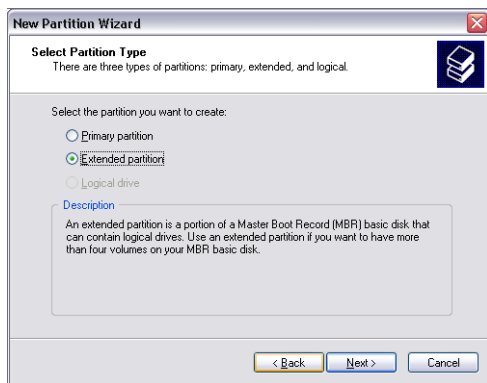 New Partition Wizard
Select Partition Type
There are three types of partitions: primary, extended, and logical.
Select the partition you want to create:
Primary partition
Extended partition
Logical drive
Description
An extended partition is a portion of a Master Boot Record (MBR) basic disk that
can contain logical drives. Use an extended partition if you want to have more
than four volumes on your MBR basic disk.
< Back Next > Cancel